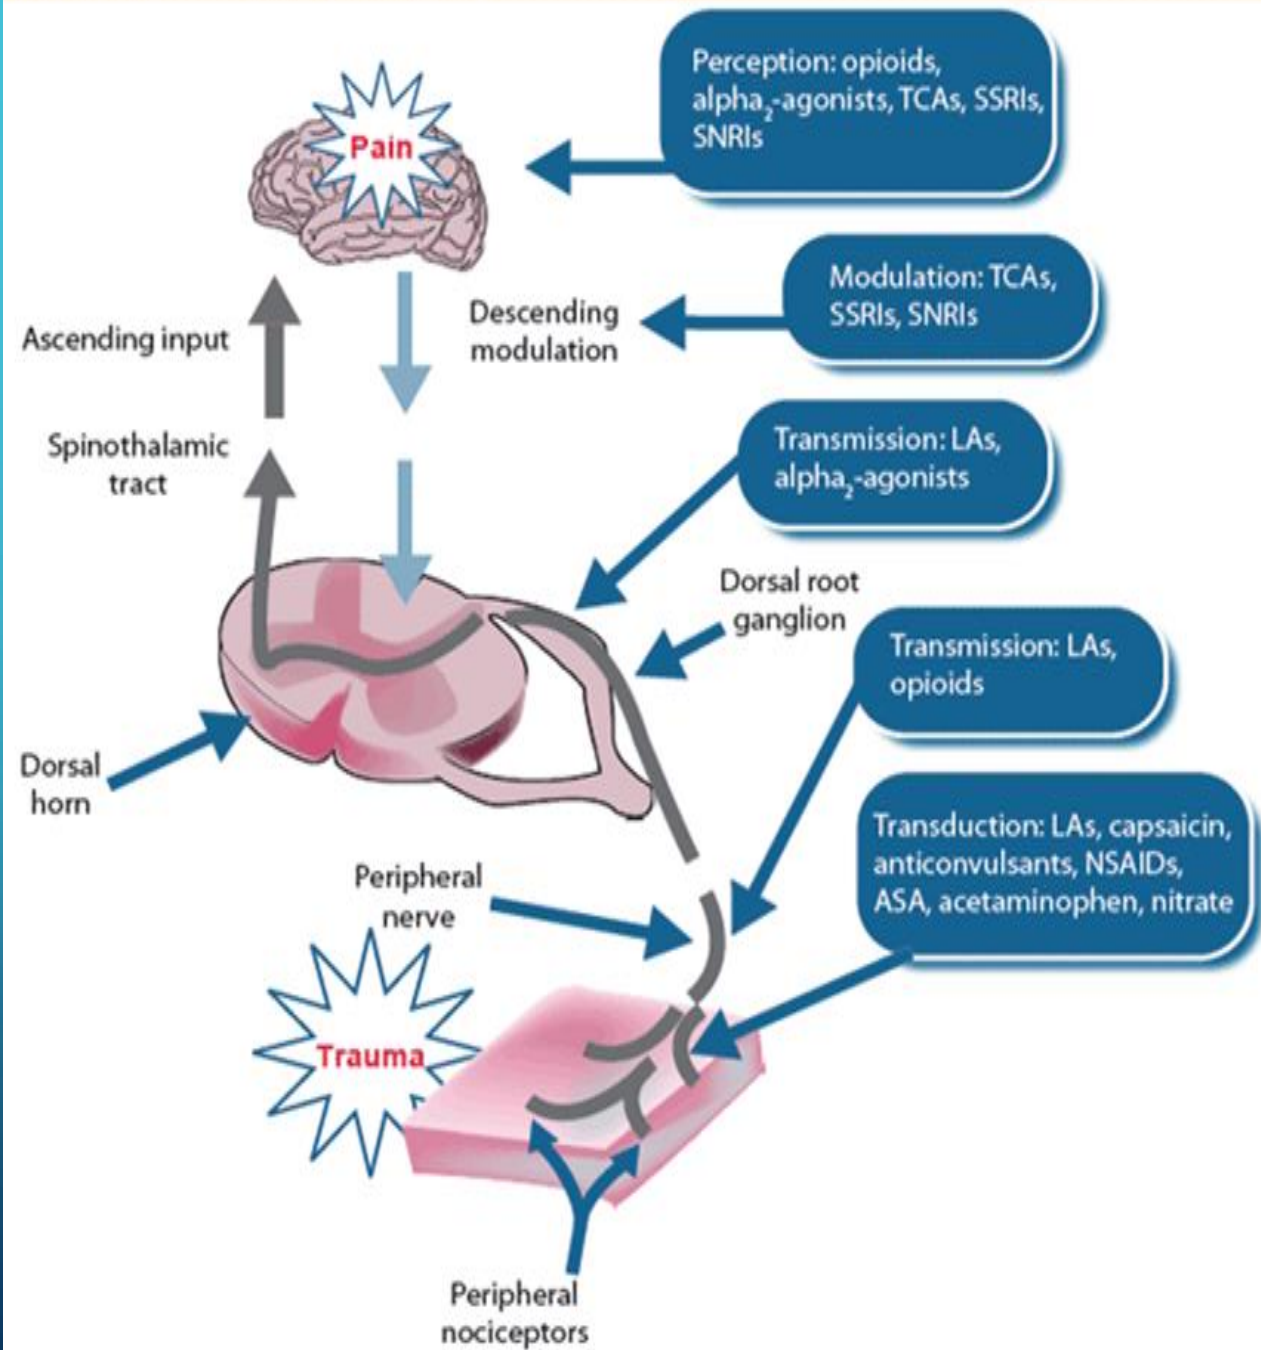 Perception: opioids,
alpha₂-agonists, TCAs, SSRIs,
SNRIs
Pain
Modulation: TCAs,
SSRIs, SNRIs
Ascending input
Descending
modulation
Spinothalamic
tract
Transmission: LAs,
alpha₂-agonists
Dorsal root
ganglion
Transmission: LAs,
opioids
Dorsal
horn
Transduction: LAs, capsaicin,
anticonvulsants, NSAIDs,
ASA, acetaminophen, nitrate
Peripheral
nerve
Trauma
Peripheral
nociceptors